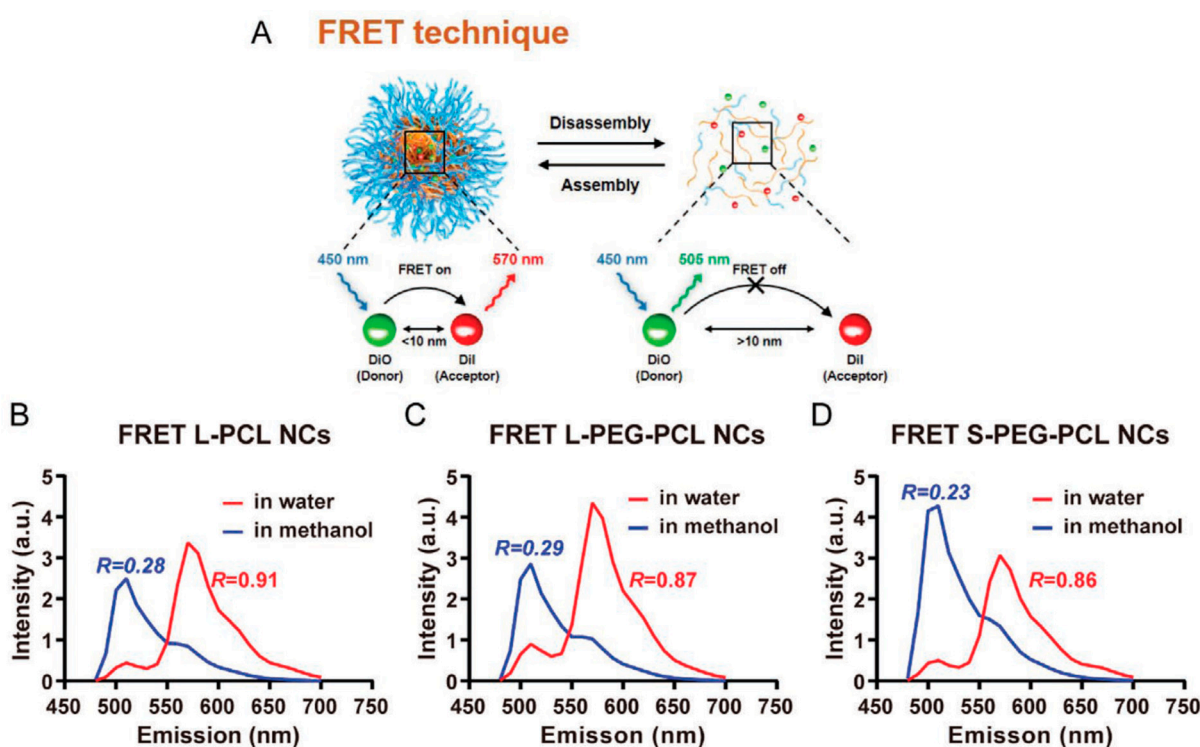 A FRET technique
Disassembly
Assembly
450 nm
570 nm
FRET on
<10 nm
DiO
(Donor)
DiI
(Acceptor)
450 nm
505 nm
FRET off
>10 nm
DiO
(Donor)
DiI
(Acceptor)
B
FRET L-PCL NCs
Intensity (a.u.)
5
4
3
2
1
0
in water
in methanol
R=0.28
R=0.91
450 500 550 600 650 700 750
Emission (nm)
C
FRET L-PEG-PCL NCs
Intensity (a.u.)
5
4
3
2
1
0
in water
in methanol
R=0.29
R=0.87
450 500 550 600 650 700 750
Emisson (nm)
D
FRET S-PEG-PCL NCs
Intensity (a.u.)
5
4
3
2
1
0
in water
in methanol
R=0.23
R=0.86
450 500 550 600 650 700 750
Emission (nm)